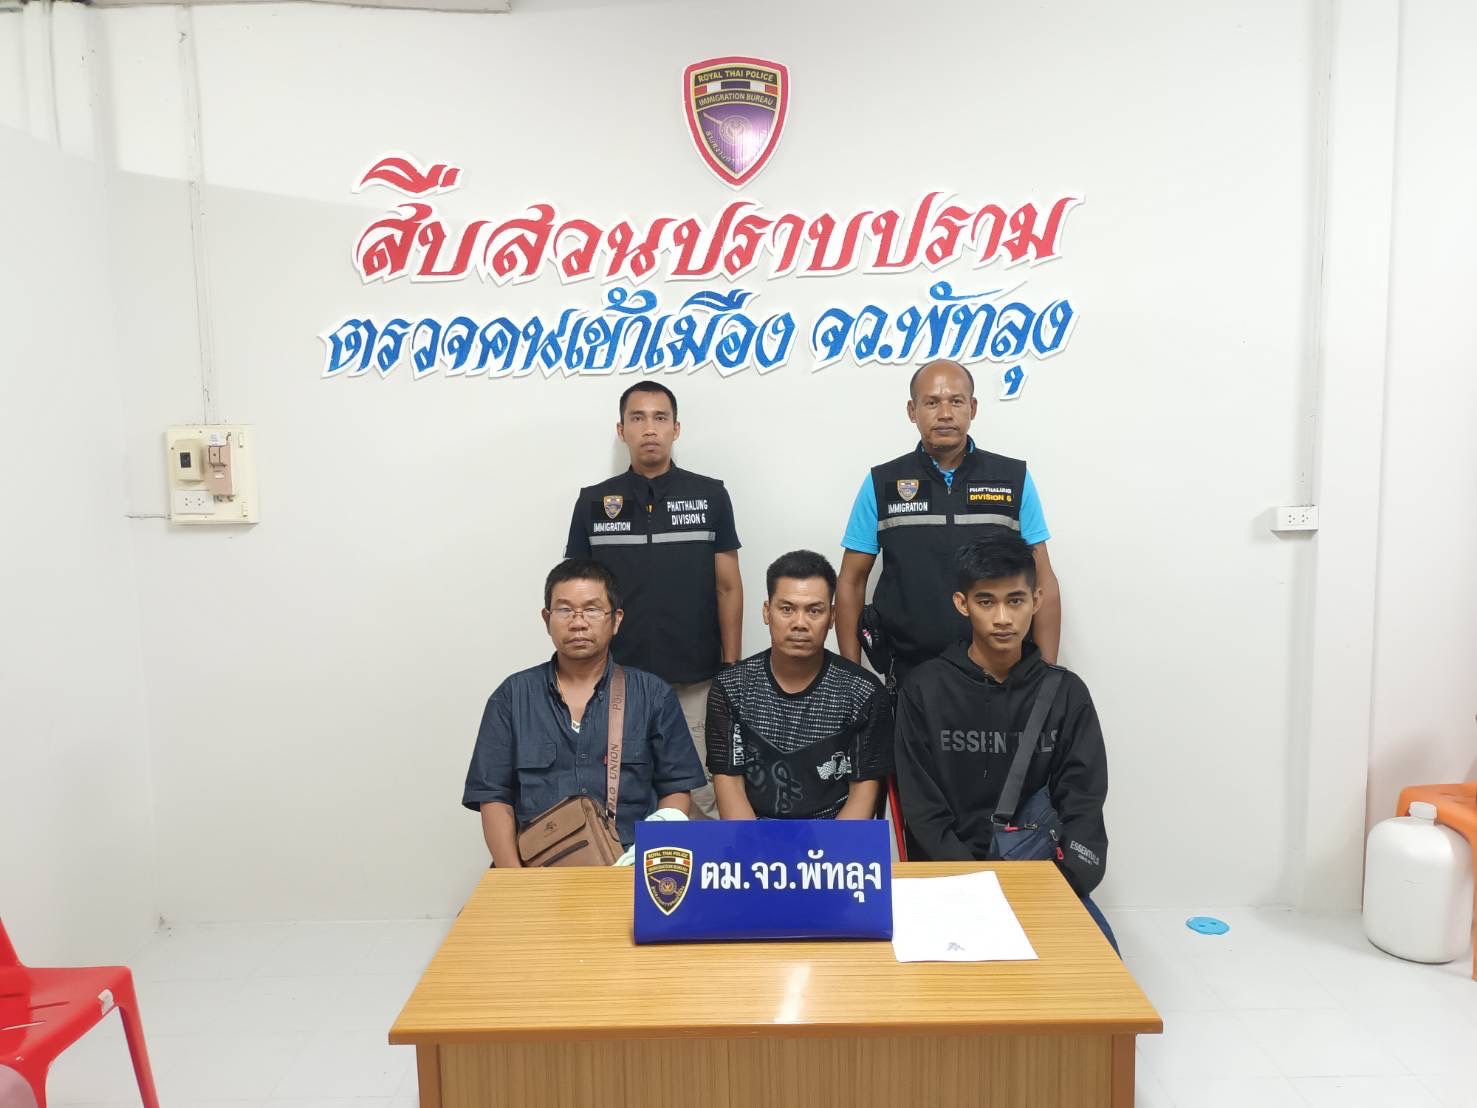 ROYAL THAI POLICE
IMMIGRATION BUREAU
สืบสวนปราบปราม
ตรวจคนเข้าเมือง จว.พัทลุง
IMMIGRATION
PHATTHALUNG
DIVISION 6
IMMIGRATION
PHATTHALUNG
DIVISION 6
POLO UNION
ESSENTIALS
ESSENTIALS
ROYAL THAI POLICE
IMMIGRATION BUREAU
ตม.จว.พัทลุง